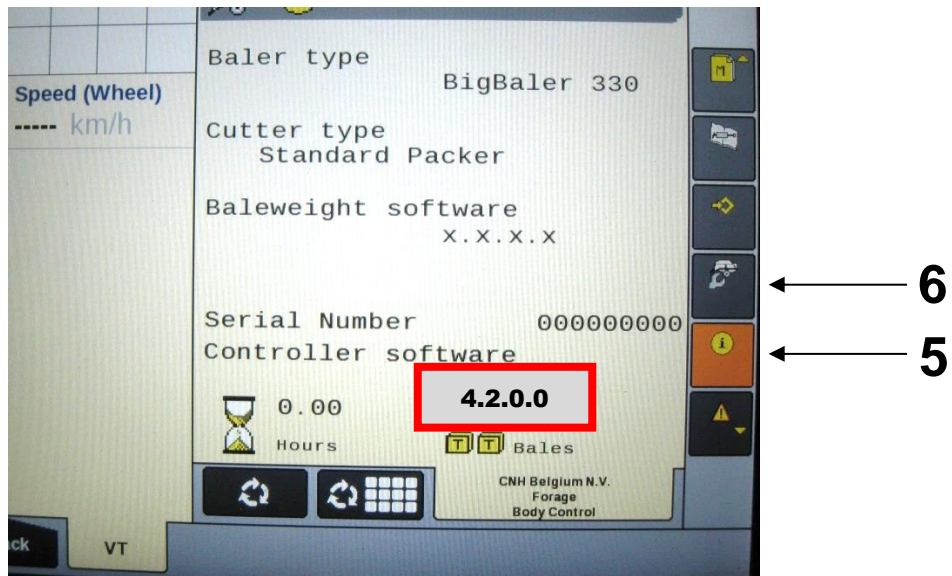 Baler type
BigBaler 330
Speed (Wheel)
----- km/h
Cutter type
Standard Packer
Baleweight software
x.x.x.x
Serial Number 000000000
Controller software
4.2.0.0
0.00
Hours
T T Bales
CNH Belgium N.V.
Forage
Body Control
ck
VT
M
i
6
5